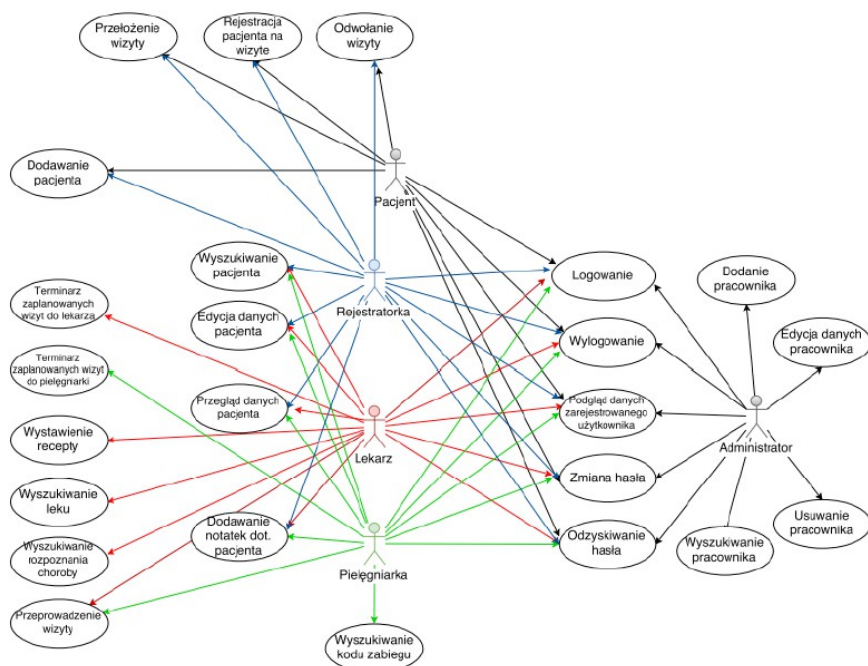 Przełożenie
wizyty
Rejestracja
pacjenta na
wizyte
Odwołanie
wizyty
Dodawanie
pacjenta
Pacjent
Wyszukiwanie
pacjenta
Rejestratorka
Logowanie
Dodanie
pracownika
Terminarz
zaplanowanych
wizyt do lekarza
Edycja danych
pacjenta
Wylogowanie
Edycja danych
pracownika
Terminarz
zaplanowanych wizyt
do pielęgniarki
Przegląd danych
pacjenta
Podgląd danych
zarejestrowanego
użytkownika
Administrator
Wystawienie
recepty
Lekarz
Zmiana hasła
Wyszukiwanie
leku
Usuwanie
pracownika
Dodawanie
notatek dot.
pacjenta
Odzyskiwanie
hasła
Wyszukiwanie
pracownika
Wyszukiwanie
rozpoznania
choroby
Pielęgniarka
Przeprowadzenie
wizyty
Wyszukiwanie
kodu zabiegu